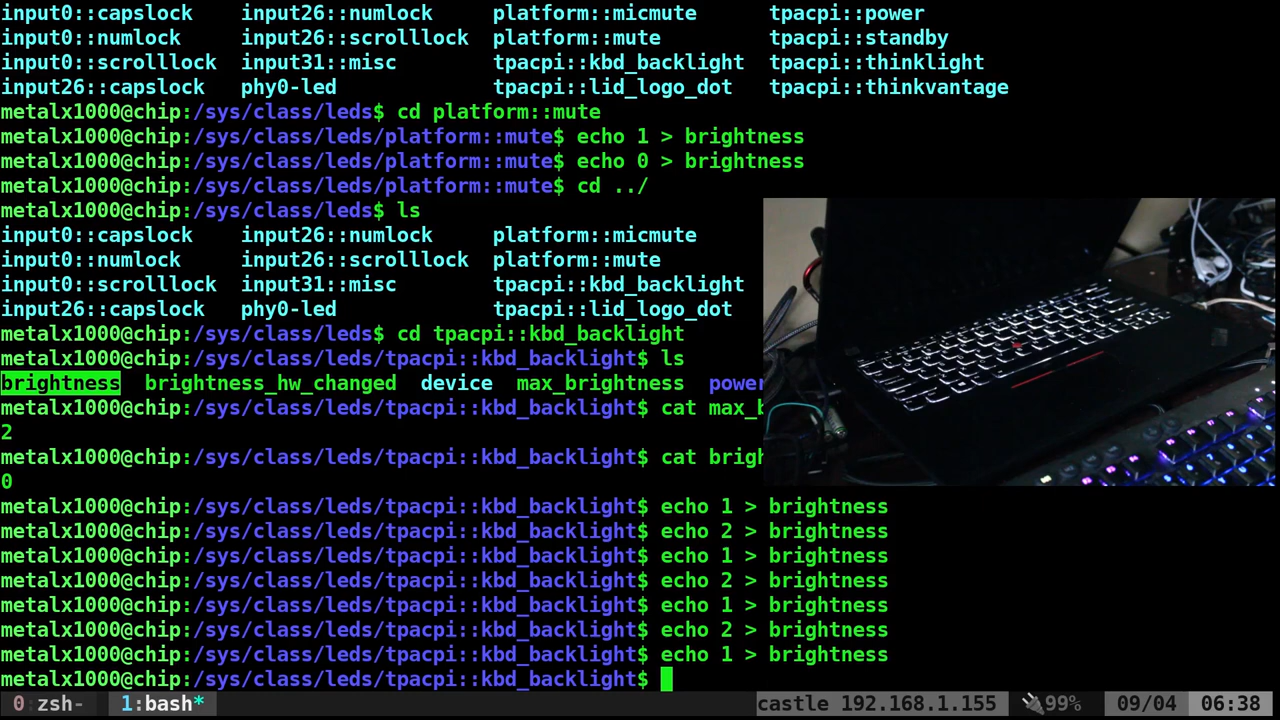 input0::capslock input26::numlock platform::micmute tpacpi::power
input0::numlock input26::scrolllock platform::mute tpacpi::standby
input0::scrolllock input31::misc tpacpi::kbd_backlight tpacpi::thinklight
input26::capslock phy0-led tpacpi::lid_logo_dot tpacpi::thinkvantage
metalx1000@chip:/sys/class/leds$ cd platform::mute
metalx1000@chip:/sys/class/leds/platform::mute$ echo 1 > brightness
metalx1000@chip:/sys/class/leds/platform::mute$ echo 0 > brightness
metalx1000@chip:/sys/class/leds/platform::mute$ cd ../
metalx1000@chip:/sys/class/leds$ ls
input0::capslock input26::numlock platform::micmute
input0::numlock input26::scrolllock platform::mute
input0::scrolllock input31::misc tpacpi::kbd_backlight
input26::capslock phy0-led tpacpi::lid_logo_dot
metalx1000@chip:/sys/class/leds$ cd tpacpi::kbd_backlight
metalx1000@chip:/sys/class/leds/tpacpi::kbd_backlight$ ls
brightness brightness_hw_changed device max_brightness power
metalx1000@chip:/sys/class/leds/tpacpi::kbd_backlight$ cat max_b
2
metalx1000@chip:/sys/class/leds/tpacpi::kbd_backlight$ cat brigh
0
metalx1000@chip:/sys/class/leds/tpacpi::kbd_backlight$ echo 1 > brightness
metalx1000@chip:/sys/class/leds/tpacpi::kbd_backlight$ echo 2 > brightness
metalx1000@chip:/sys/class/leds/tpacpi::kbd_backlight$ echo 1 > brightness
metalx1000@chip:/sys/class/leds/tpacpi::kbd_backlight$ echo 2 > brightness
metalx1000@chip:/sys/class/leds/tpacpi::kbd_backlight$ echo 1 > brightness
metalx1000@chip:/sys/class/leds/tpacpi::kbd_backlight$ echo 2 > brightness
metalx1000@chip:/sys/class/leds/tpacpi::kbd_backlight$ echo 1 > brightness
metalx1000@chip:/sys/class/leds/tpacpi::kbd_backlight$
0 zsh- 1:bash* castle 192.168.1.155 99% 09/04 06:38